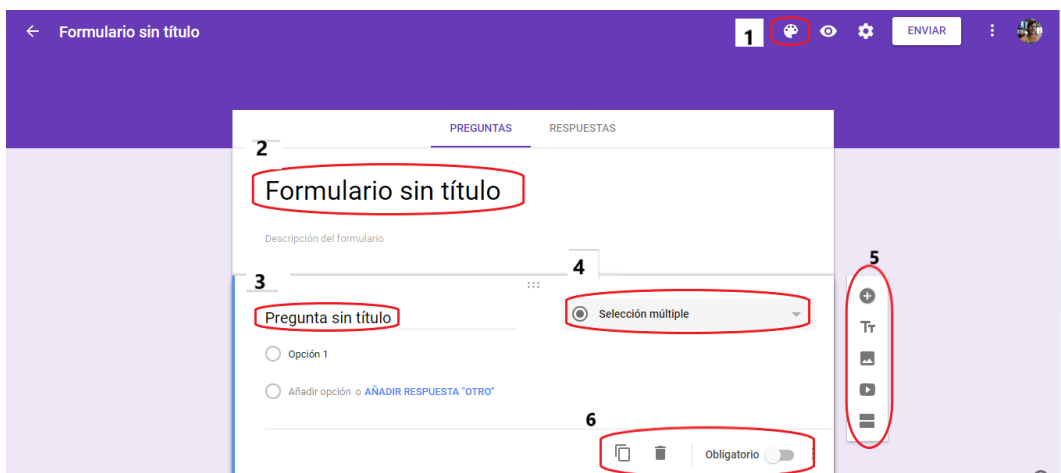 Formulario sin título
1
ENVIAR
PREGUNTAS RESPUESTAS
2
Formulario sin título
Descripción del formulario
3
4
5
Pregunta sin título
Selección múltiple
Tт
Opción 1
Añadir opción o AÑADIR RESPUESTA "OTRO"
6
Obligatorio